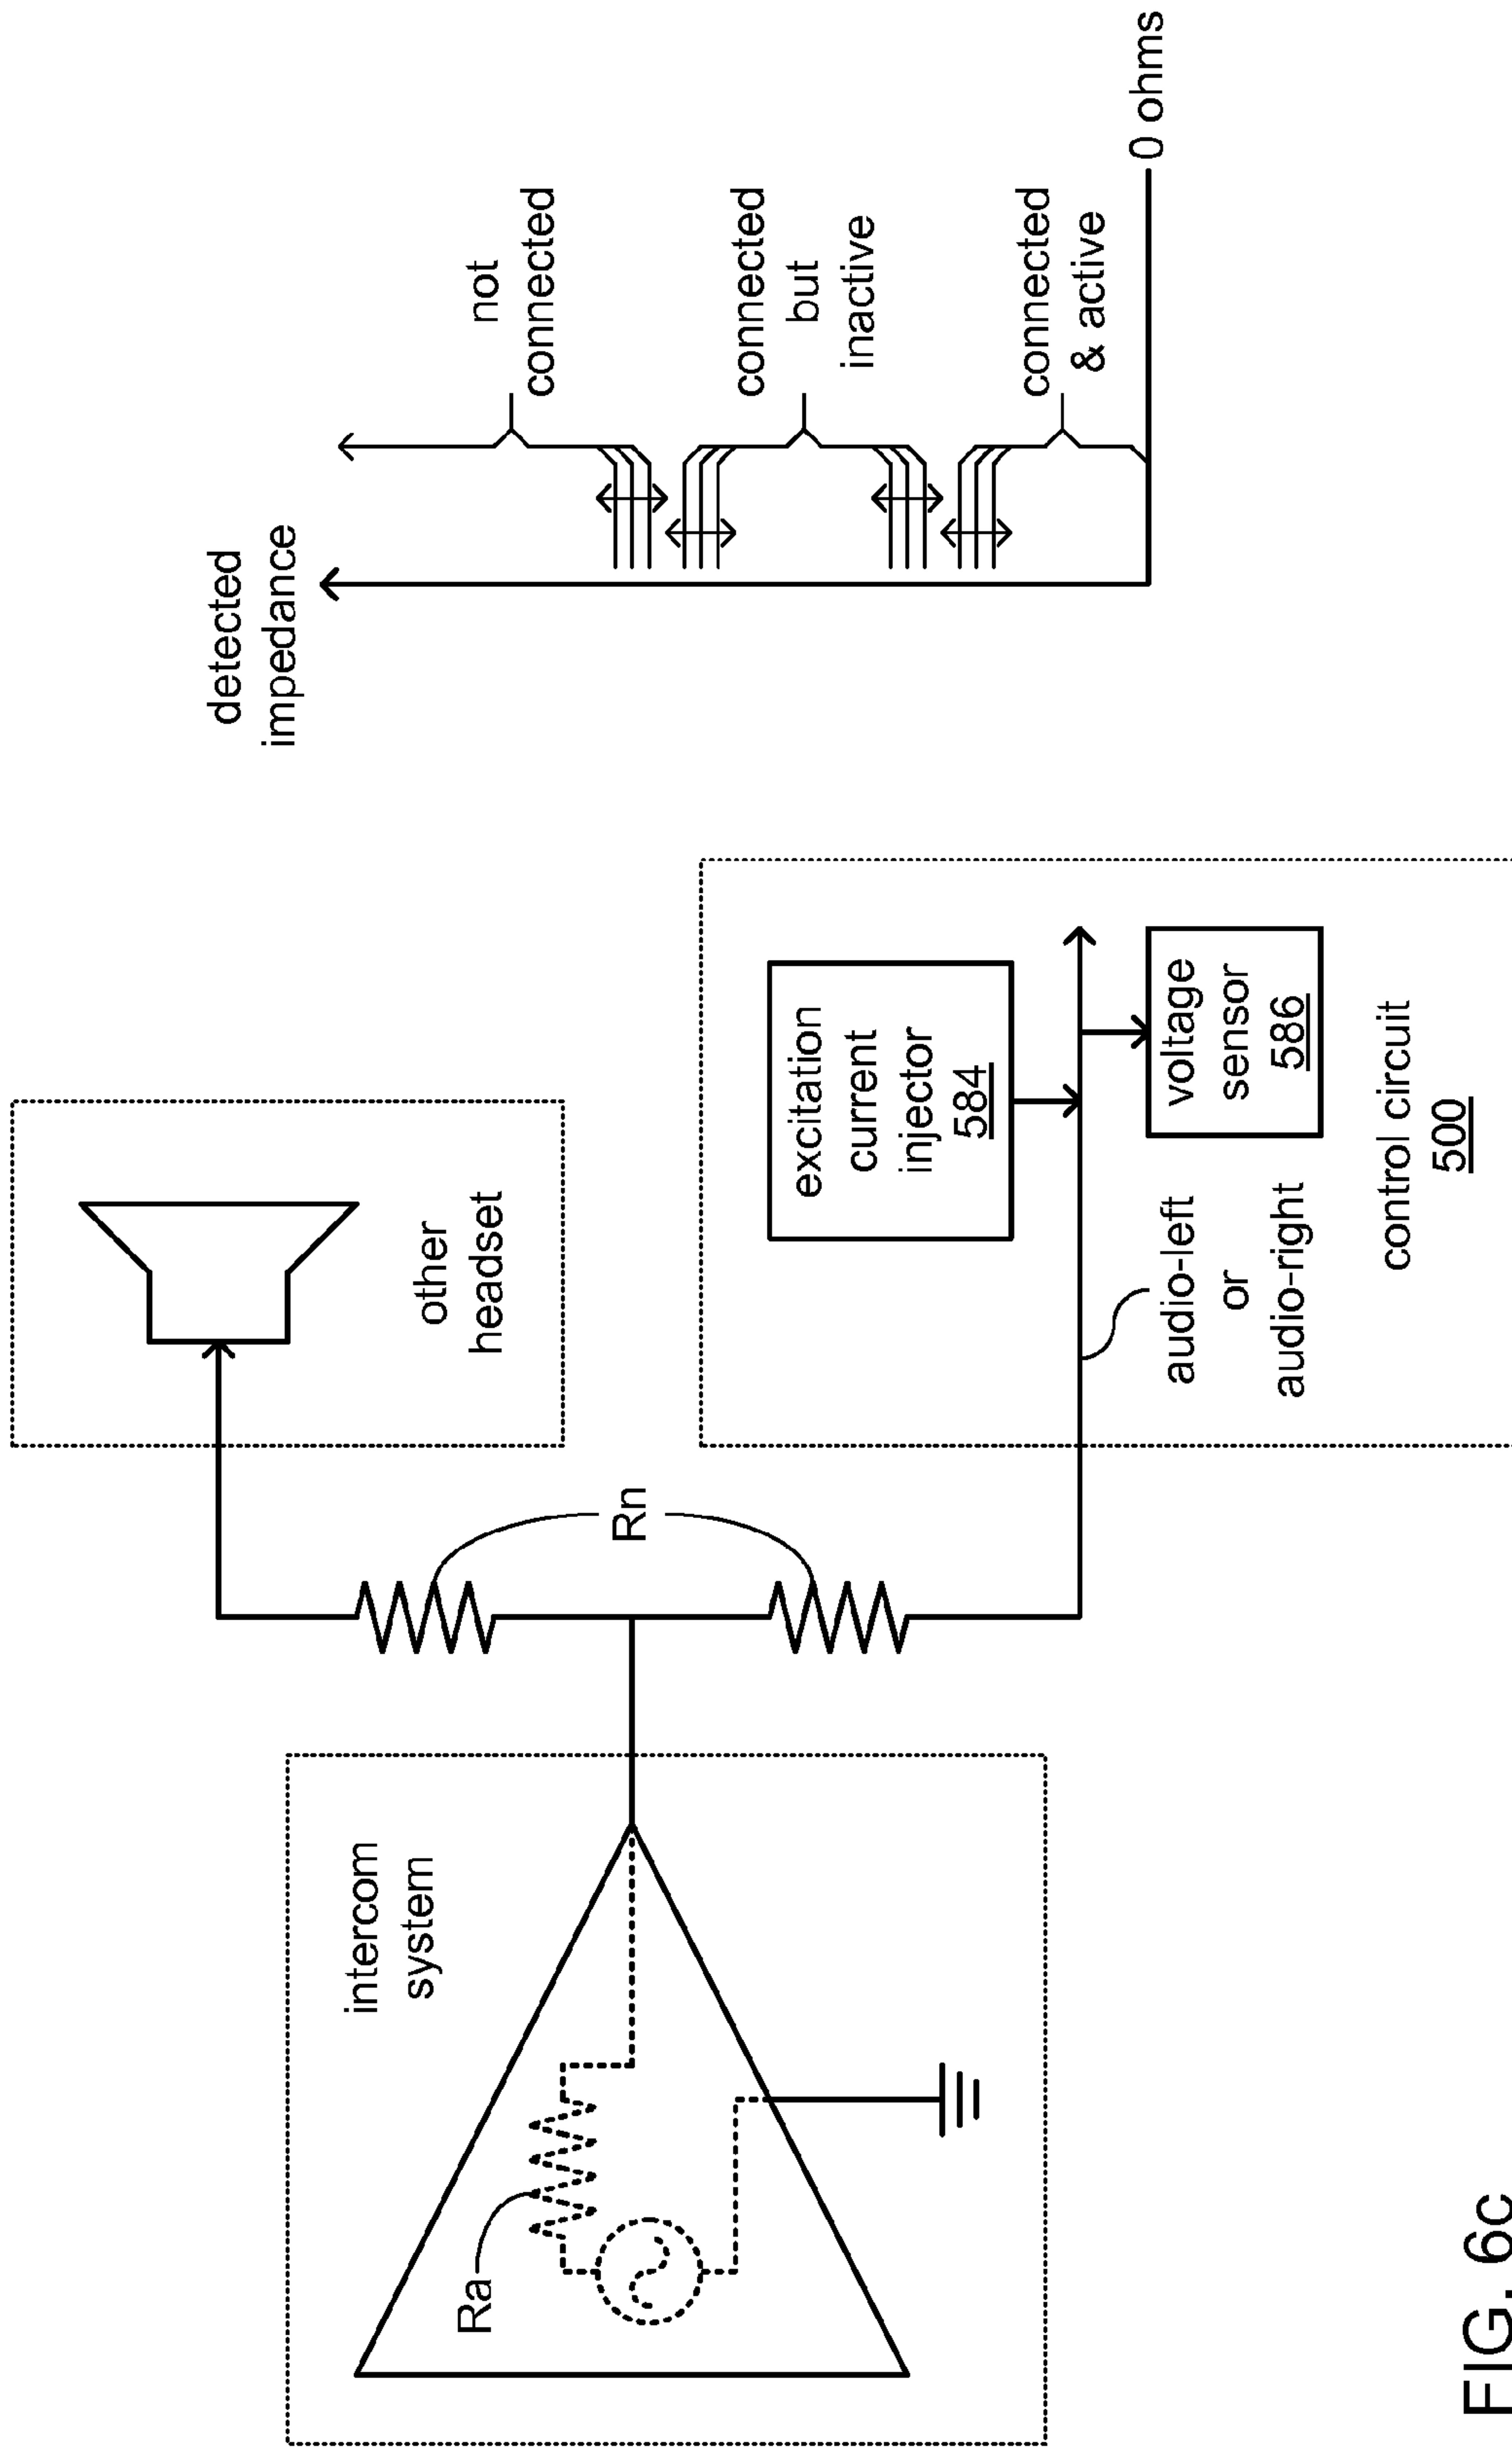 intercom
system
Ra
Rn
other
headset
excitation
current
injector
584
voltage
sensor
586
audio-left
or
audio-right
control circuit
500
detected
impedance
not
connected
connected
but
inactive
connected
& active
0 ohms
FIG. 6c